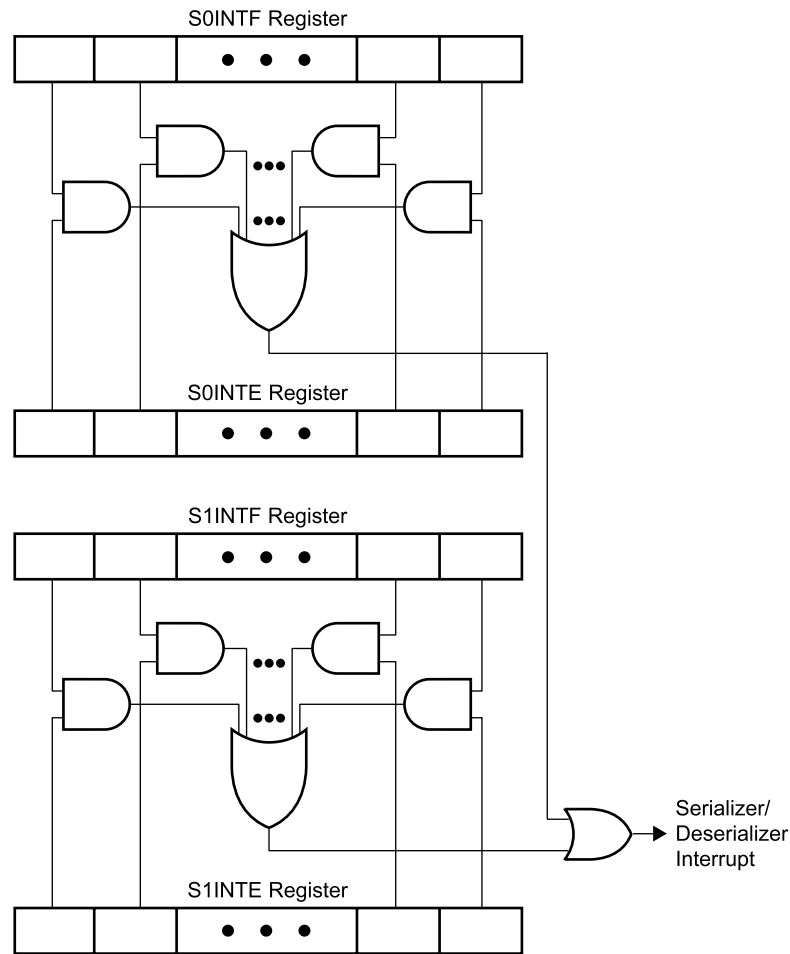 S0INTF Register
S0INTE Register
S1INTF Register
Serializer/
Deserializer
Interrupt
S1INTE Register